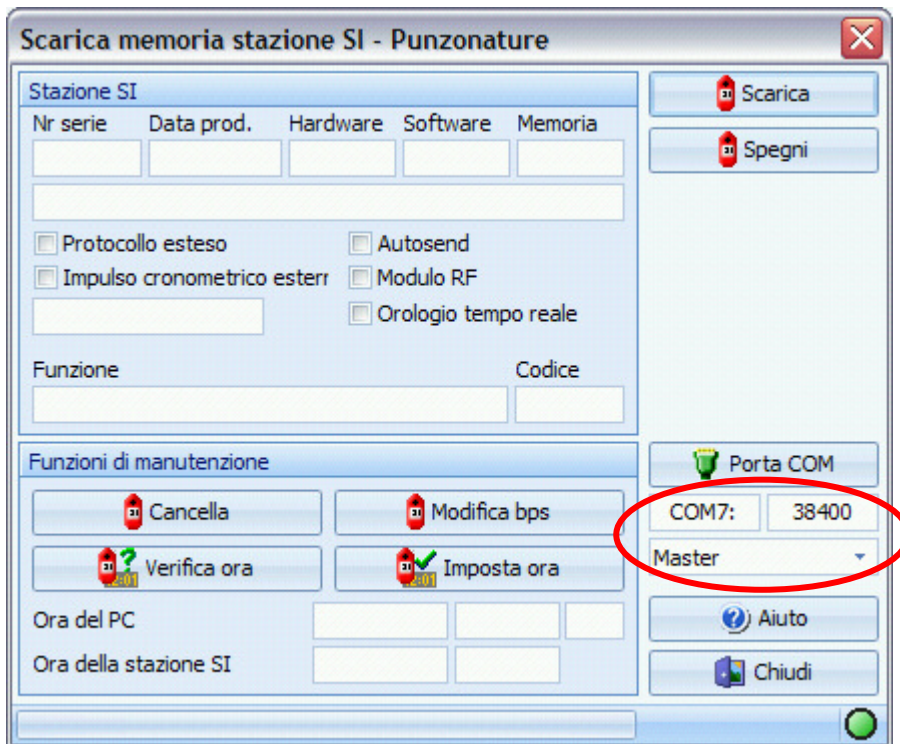 Scarica memoria stazione SI - Punzonature
Stazione SI
Nr serie Data prod. Hardware Software Memoria
Protocollo esteso
Autosend
Impulso cronometrico esterr
Modulo RF
Orologio tempo reale
Funzione Codice
Funzioni di manutenzione
Cancella
Modifica bps
Verifica ora
Imposta ora
Ora del PC
Ora della stazione SI
Scarica
Spegni
Porta COM
COM7: 38400
Master
Aiuto
Chiudi